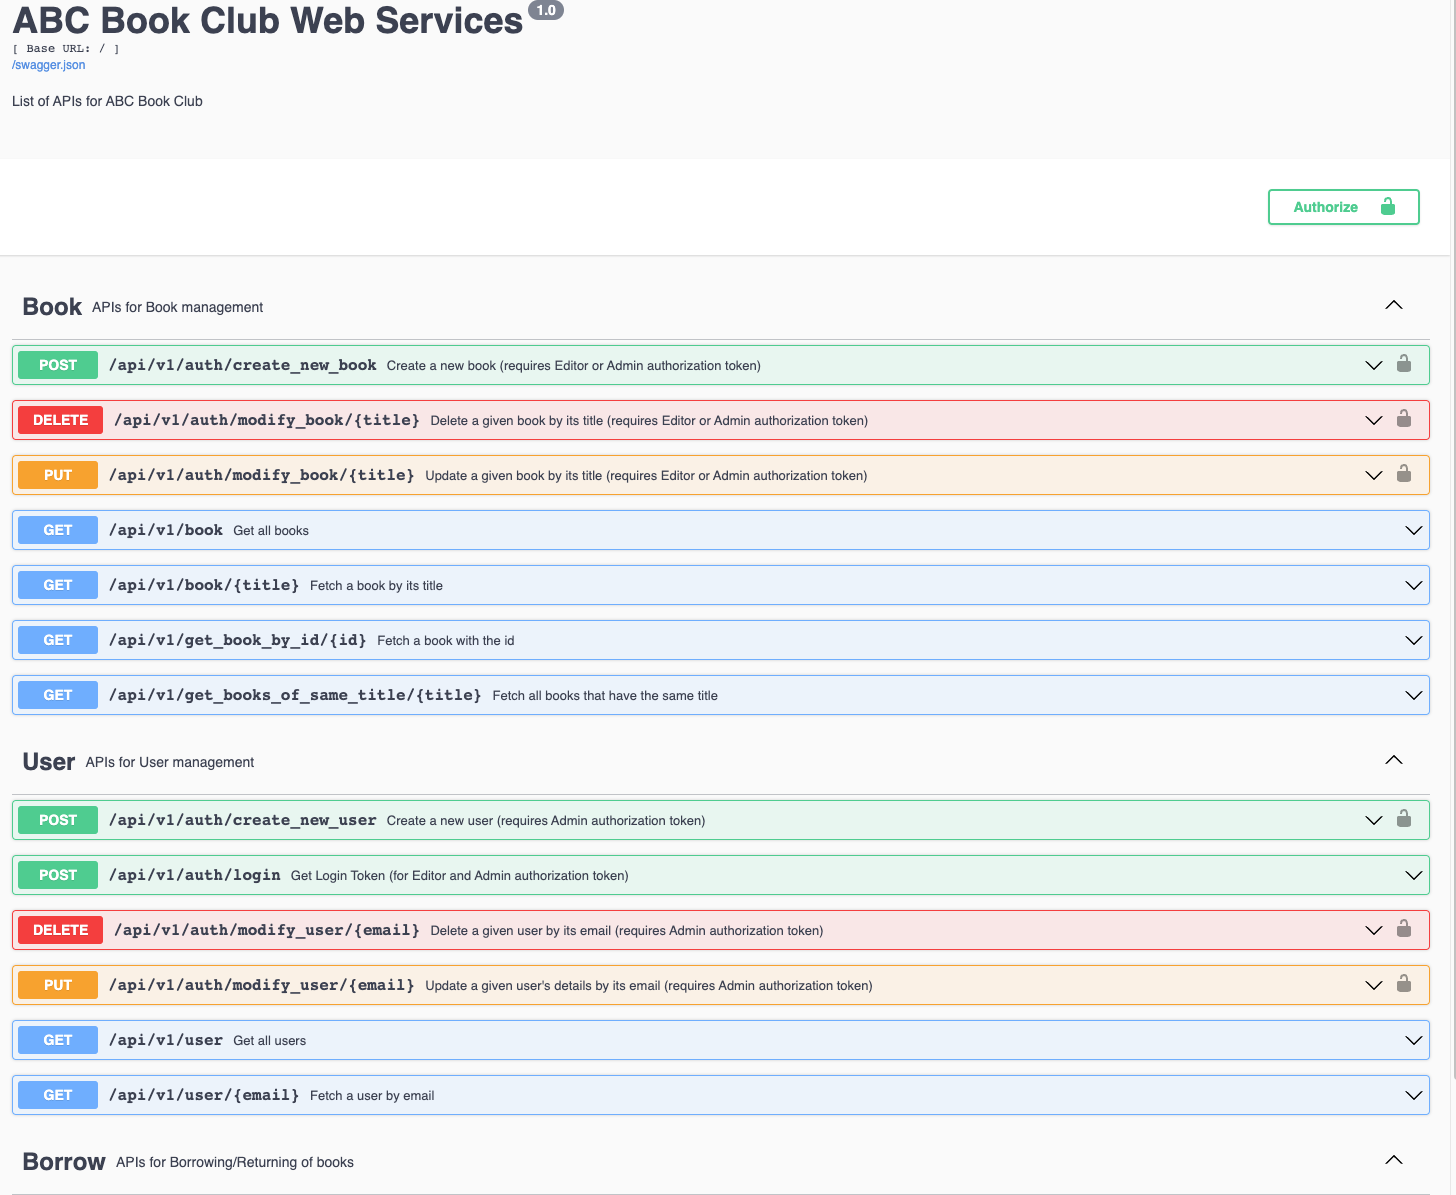 ABC Book Club Web Services 1.0
[ Base URL: / ]
/swagger.json
List of APIs for ABC Book Club
Authorize
Book APIs for Book management
POST /api/v1/auth/create_new_book Create a new book (requires Editor or Admin authorization token)
DELETE /api/v1/auth/modify_book/{title} Delete a given book by its title (requires Editor or Admin authorization token)
PUT /api/v1/auth/modify_book/{title} Update a given book by its title (requires Editor or Admin authorization token)
GET /api/v1/book Get all books
GET /api/v1/book/{title} Fetch a book by its title
GET /api/v1/get_book_by_id/{id} Fetch a book with the id
GET /api/v1/get_books_of_same_title/{title} Fetch all books that have the same title
User APIs for User management
POST /api/v1/auth/create_new_user Create a new user (requires Admin authorization token)
POST /api/v1/auth/login Get Login Token (for Editor and Admin authorization token)
DELETE /api/v1/auth/modify_user/{email} Delete a given user by its email (requires Admin authorization token)
PUT /api/v1/auth/modify_user/{email} Update a given user's details by its email (requires Admin authorization token)
GET /api/v1/user Get all users
GET /api/v1/user/{email} Fetch a user by email
Borrow APIs for Borrowing/Returning of books